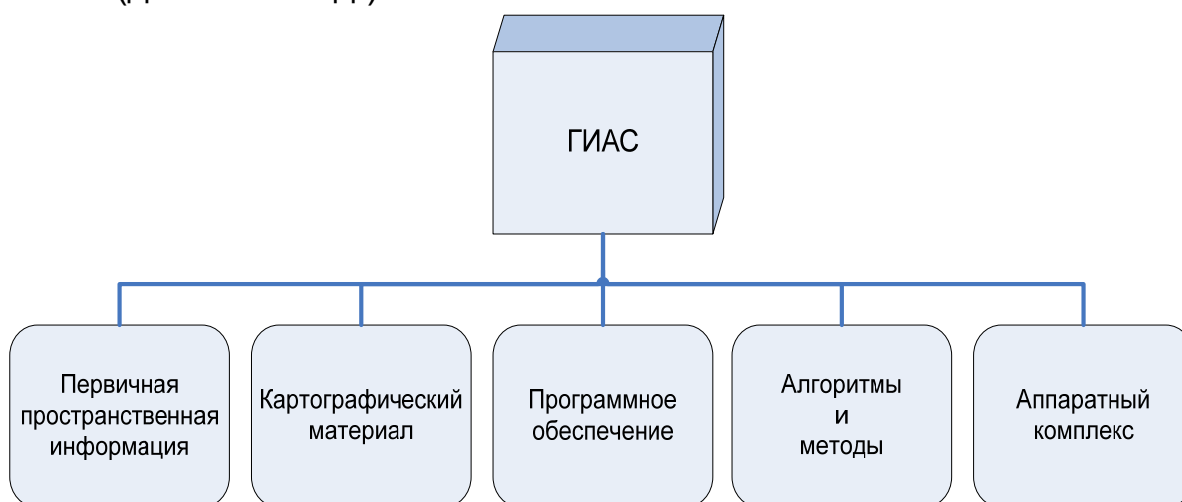 ГИАС
Первичная
пространственная
информация
Картографический
материал
Программное
обеспечение
Алгоритмы
и
методы
Аппаратный
комплекс